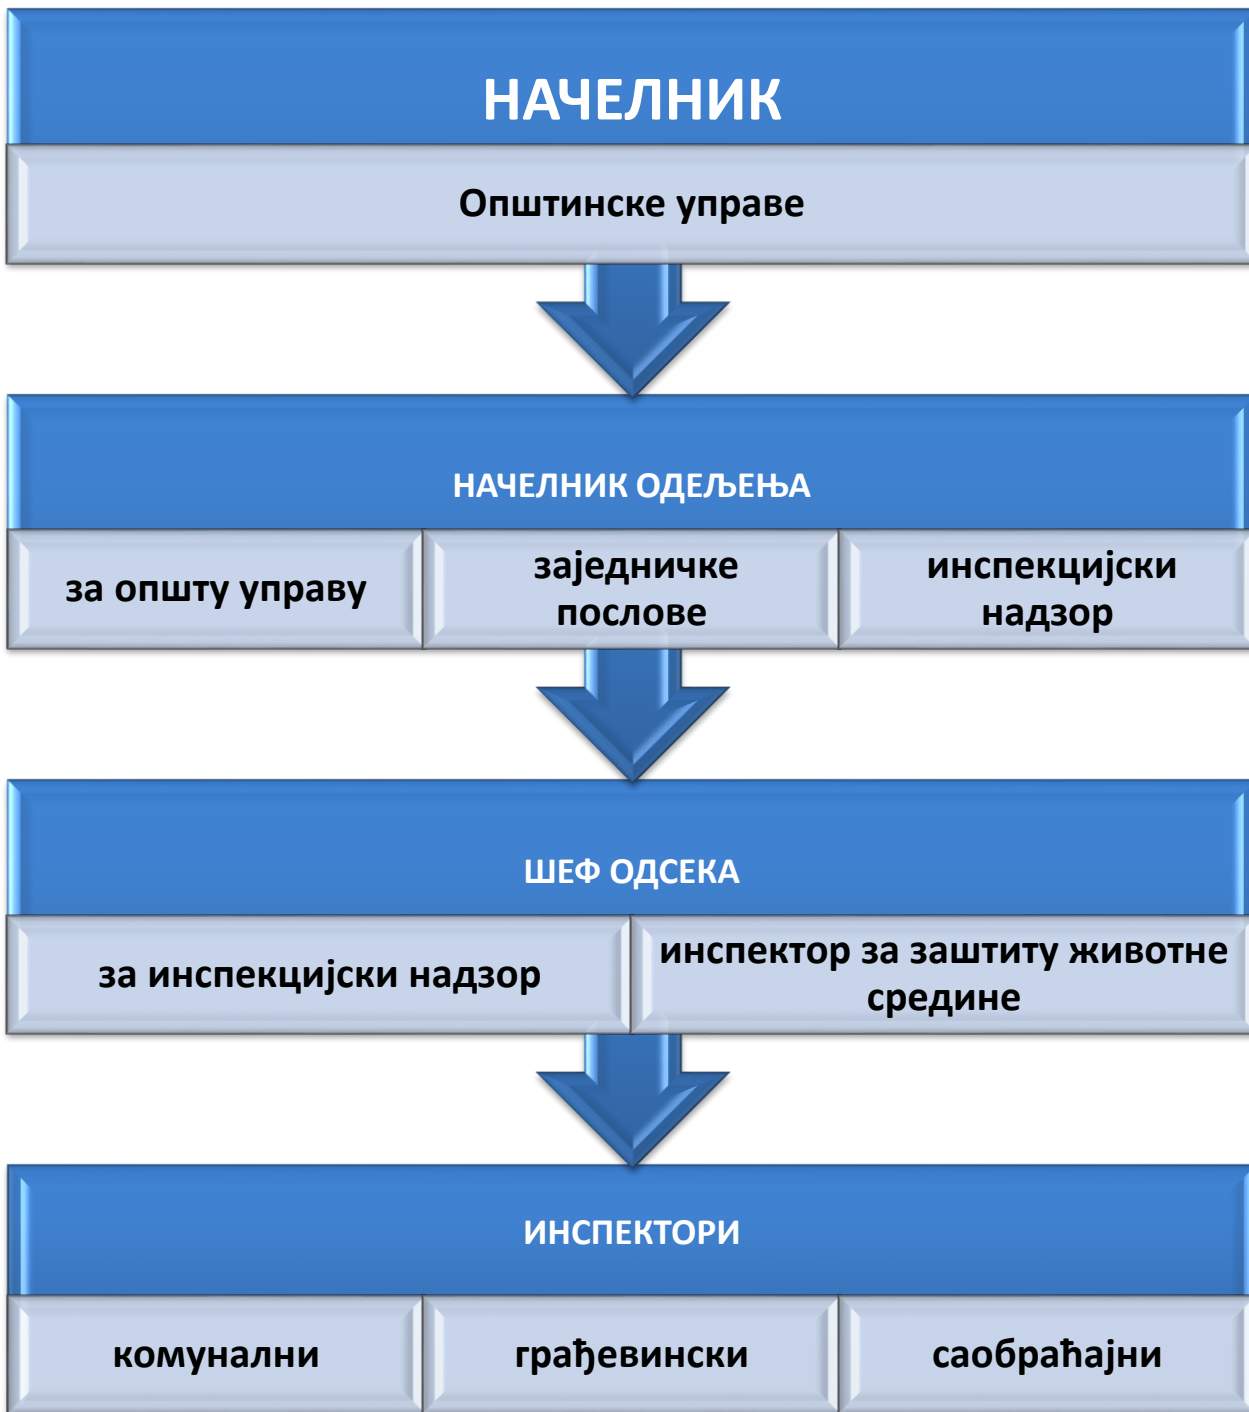 НАЧЕЛНИК
Општинске управе
НАЧЕЛНИК ОДЕЉЕЊА
за општу управу
заједничке
послове
инспекцијски
надзор
ШЕФ ОДСЕКА
за инспекцијски надзор
инспектор за заштиту животне
средине
ИНСПЕКТОРИ
комунални
грађевински
саобраћајни